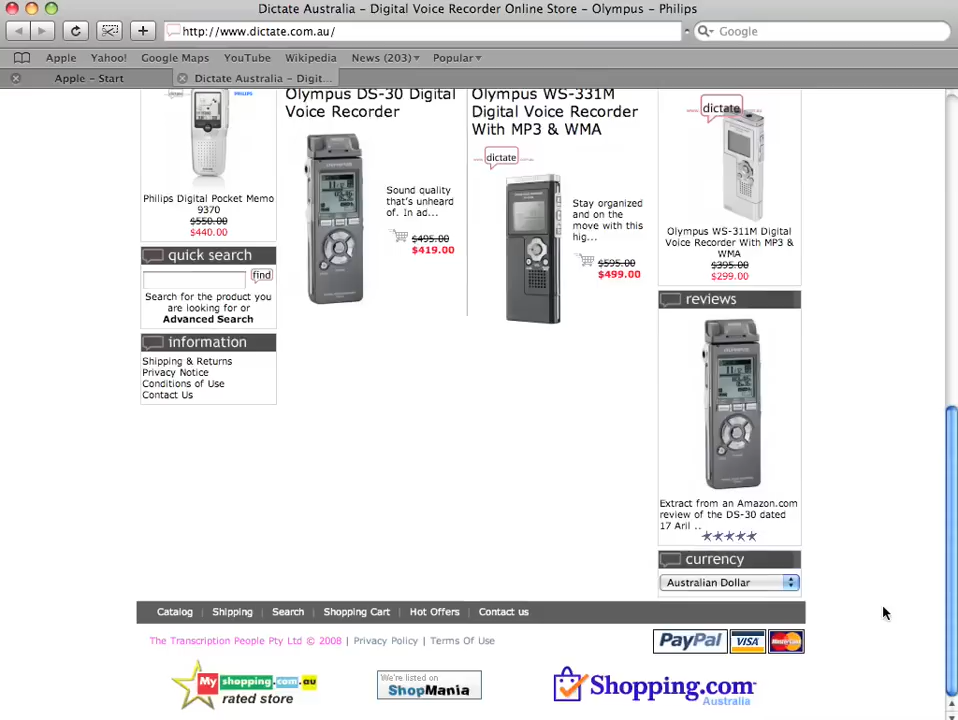 Dictate Australia – Digital Voice Recorder Online Store – Olympus – Philips
http://www.dictate.com.au/
Google
Apple Yahoo! Google Maps YouTube Wikipedia News (203) Popular
Apple – Start
Dictate Australia – Digit...
PHILIPS
Philips Digital Pocket Memo
9370
$550.00
$440.00
quick search
find
Search for the product you
are looking for or
Advanced Search
information
Shipping & Returns
Privacy Notice
Conditions of Use
Contact Us
Olympus DS-30 Digital
Voice Recorder
OLYMPUS
Sound quality
that's unheard
of. In ad...
$495.00
$419.00
Olympus WS-331M
Digital Voice Recorder
With MP3 & WMA
dictate
Stay organized
and on the
move with this
hig...
$595.00
$499.00
dictate
Olympus WS-311M Digital
Voice Recorder With MP3 &
WMA
$395.00
$299.00
reviews
OLYMPUS
Extract from an Amazon.com
review of the DS-30 dated
17 Aril ..
currency
Australian Dollar
Catalog Shipping Search Shopping Cart Hot Offers Contact us
The Transcription People Pty Ltd © 2008 | Privacy Policy | Terms Of Use
PayPal VISA MasterCard
My shopping.com.au
rated store
We're listed on
ShopMania
Shopping.com
Australia